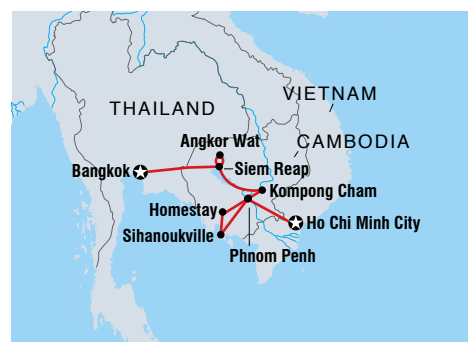 VIETNAM
THAILAND
Angkor Wat
CAMBODIA
Bangkok
Siem Reap
Kompong Cham
Homestay
Ho Chi Minh City
Sihanoukville
Phnom Penh